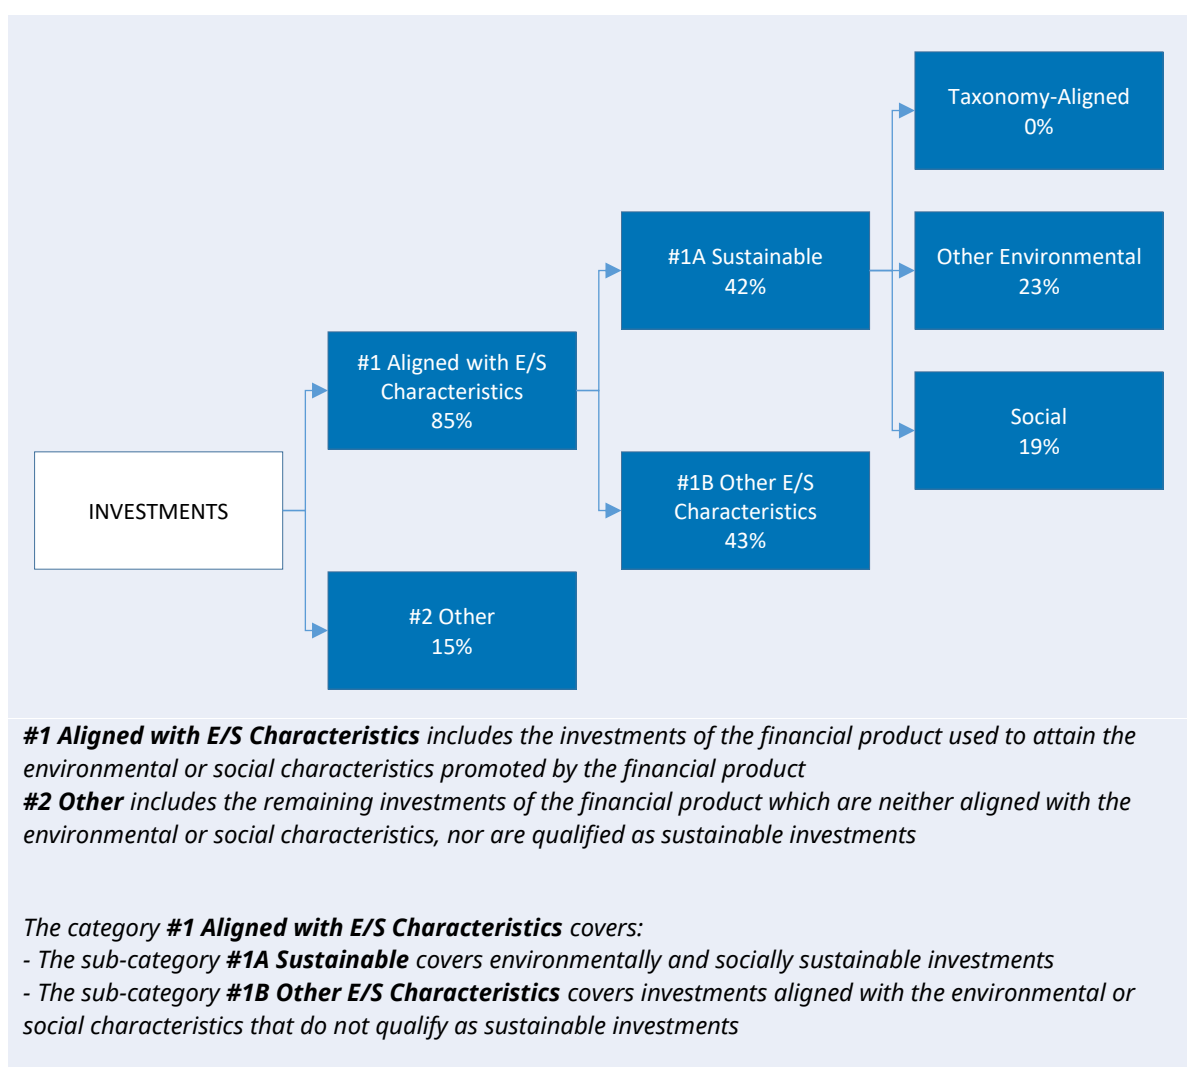 Taxonomy-Aligned
0%
#1A Sustainable
42%
Other Environmental
23%
#1 Aligned with E/S
Characteristics
85%
Social
19%
INVESTMENTS
#1B Other E/S
Characteristics
43%
#2 Other
15%
#1 Aligned with E/S Characteristics includes the investments of the financial product used to attain the
environmental or social characteristics promoted by the financial product
#2 Other includes the remaining investments of the financial product which are neither aligned with the
environmental or social characteristics, nor are qualified as sustainable investments
The category #1 Aligned with E/S Characteristics covers:
- The sub-category #1A Sustainable covers environmentally and socially sustainable investments
- The sub-category #1B Other E/S Characteristics covers investments aligned with the environmental or
social characteristics that do not qualify as sustainable investments